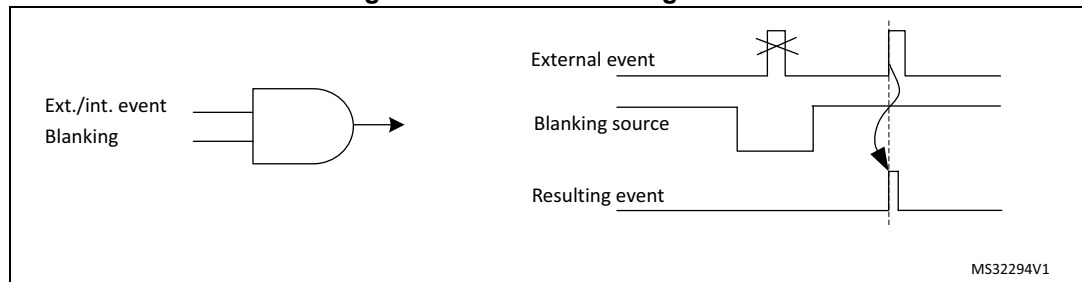 Ext./int. event
Blanking
External event
Blanking source
Resulting event
MS32294V1